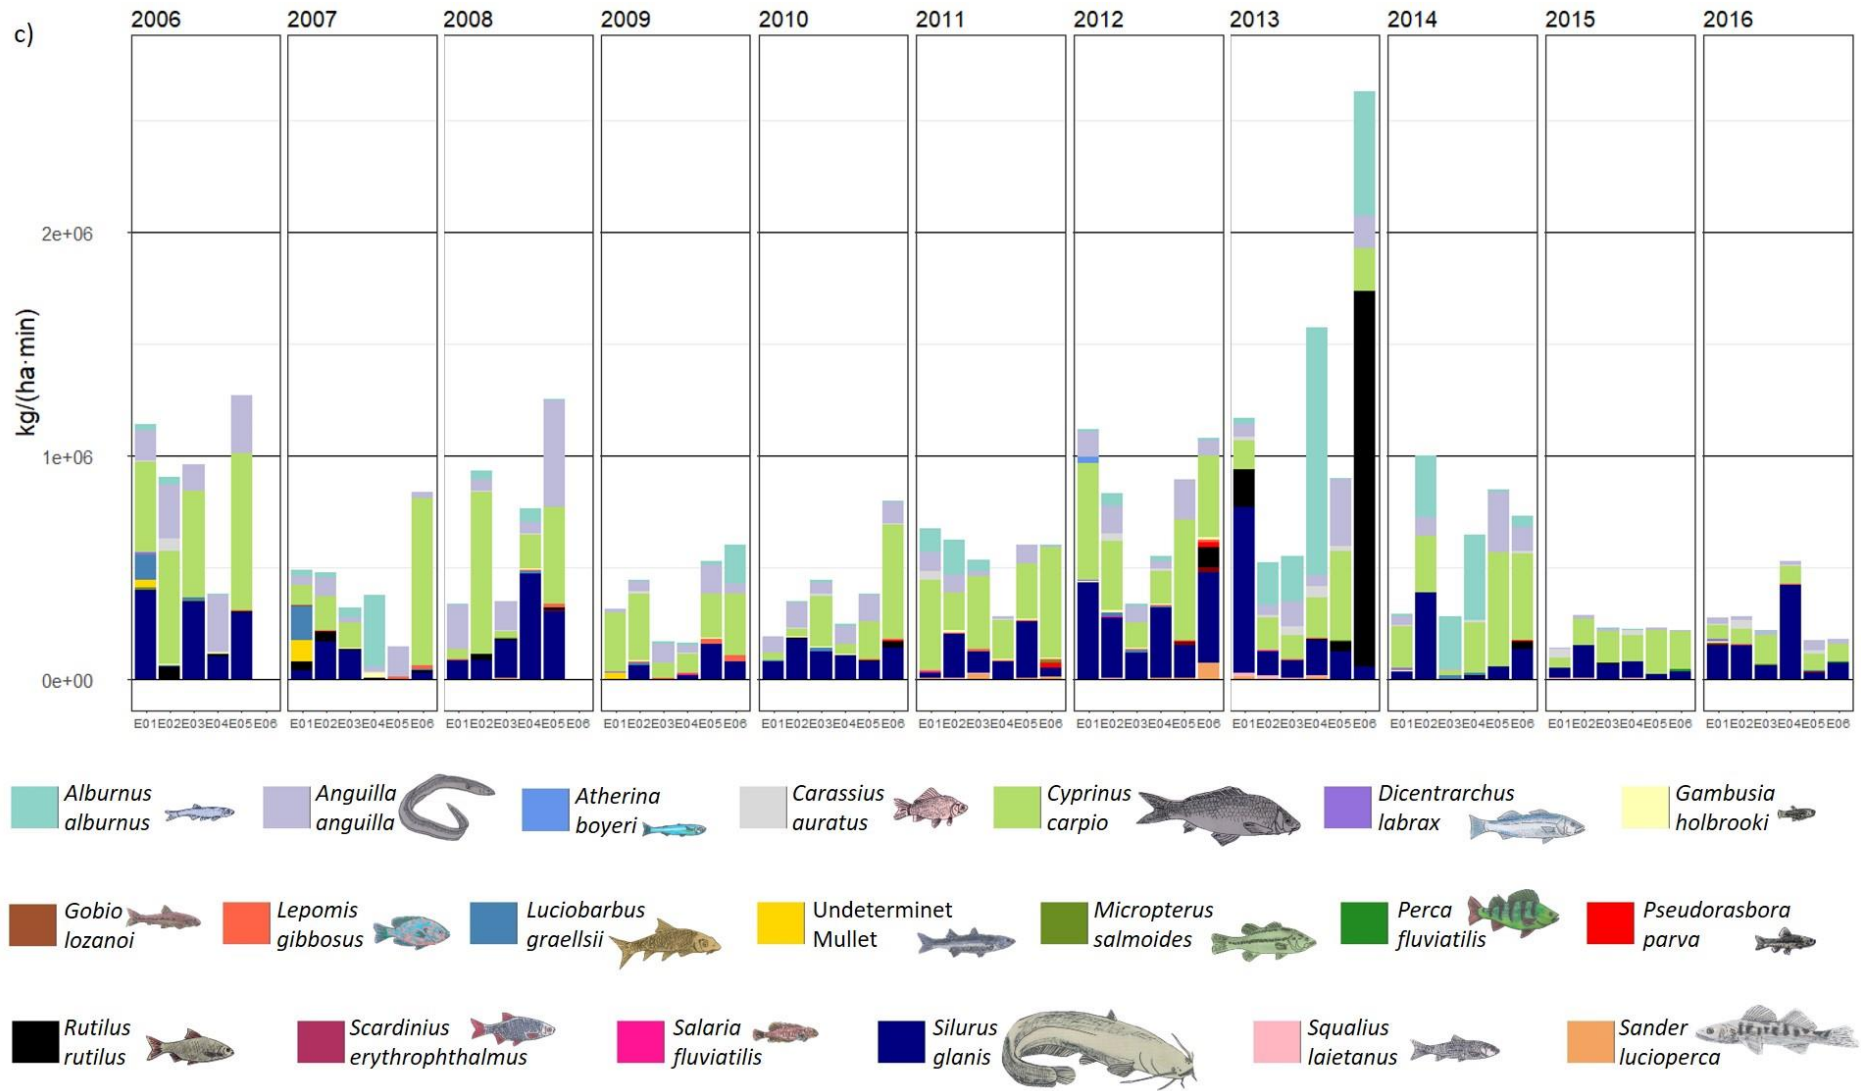 c)
2006 2007 2008 2009 2010 2011 2012 2013 2014 2015 2016
kg/(ha·min)
2e+06
1e+06
0e+00
E01E02E03E04E05E06 E01E02E03E04E05E06 E01E02E03E04E05E06 E01E02E03E04E05E06 E01E02E03E04E05E06 E01E02E03E04E05E06 E01E02E03E04E05E06 E01E02E03E04E05E06 E01E02E03E04E05E06 E01E02E03E04E05E06 E01E02E03E04E05E06
Alburnus
alburnus
Anguilla
anguilla
Atherina
boyeri
Carassius
auratus
Cyprinus
carpio
Dicentrarchus
labrax
Gambusia
holbrooki
Gobio
lozanoi
Lepomis
gibbosus
Luciobarbus
graellsii
Undeterminet
Mullet
Micropterus
salmoides
Perca
fluviatilis
Pseudorasbora
parva
Rutilus
rutilus
Scardinius
erythrophthalmus
Salaria
fluviatilis
Silurus
glanis
Squalius
laietanus
Sander
lucioperca